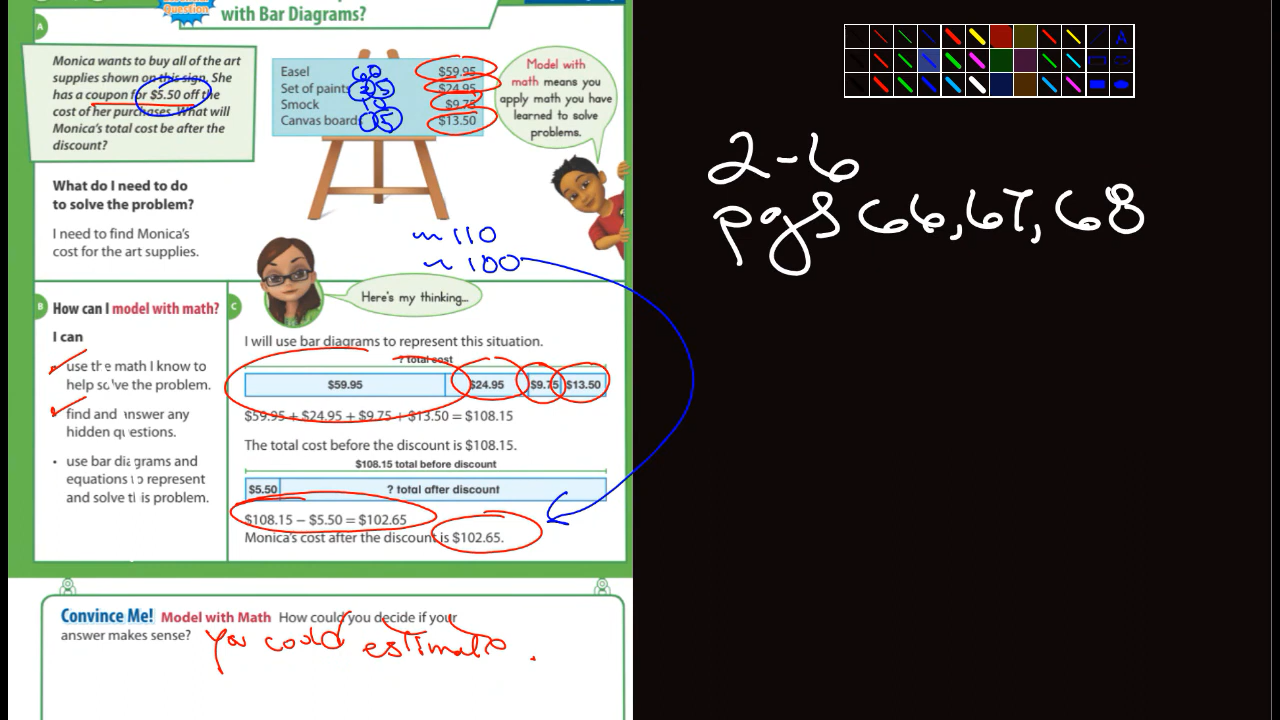 Question
with Bar Diagrams?
A
Monica wants to buy all of the art
supplies shown on this sign. She
has a coupon for $5.50 off the
cost of her purchases. What will
Monica's total cost be after the
discount?
Easel 60 $59.95
Set of paints 25 $24.95
Smock 10 $9.75
Canvas boards 15 $13.50
Model with
math means you
apply math you have
learned to solve
problems.
What do I need to do
to solve the problem?
I need to find Monica's
cost for the art supplies.
~ 110
~ 100
B
How can I model with math?
I can
use the math I know to
help solve the problem.
find and answer any
hidden questions.
• use bar diagrams and
equations to represent
and solve this problem.
C
Here's my thinking...
I will use bar diagrams to represent this situation.
? total cost
$59.95 $24.95 $9.75 $13.50
$59.95 + $24.95 + $9.75 + $13.50 = $108.15
The total cost before the discount is $108.15.
$108.15 total before discount
$5.50 ? total after discount
$108.15 − $5.50 = $102.65
Monica's cost after the discount is $102.65.
Convince Me! Model with Math How could you decide if your
answer makes sense? You could estimate.
2-6
pgs 66, 67, 68
A